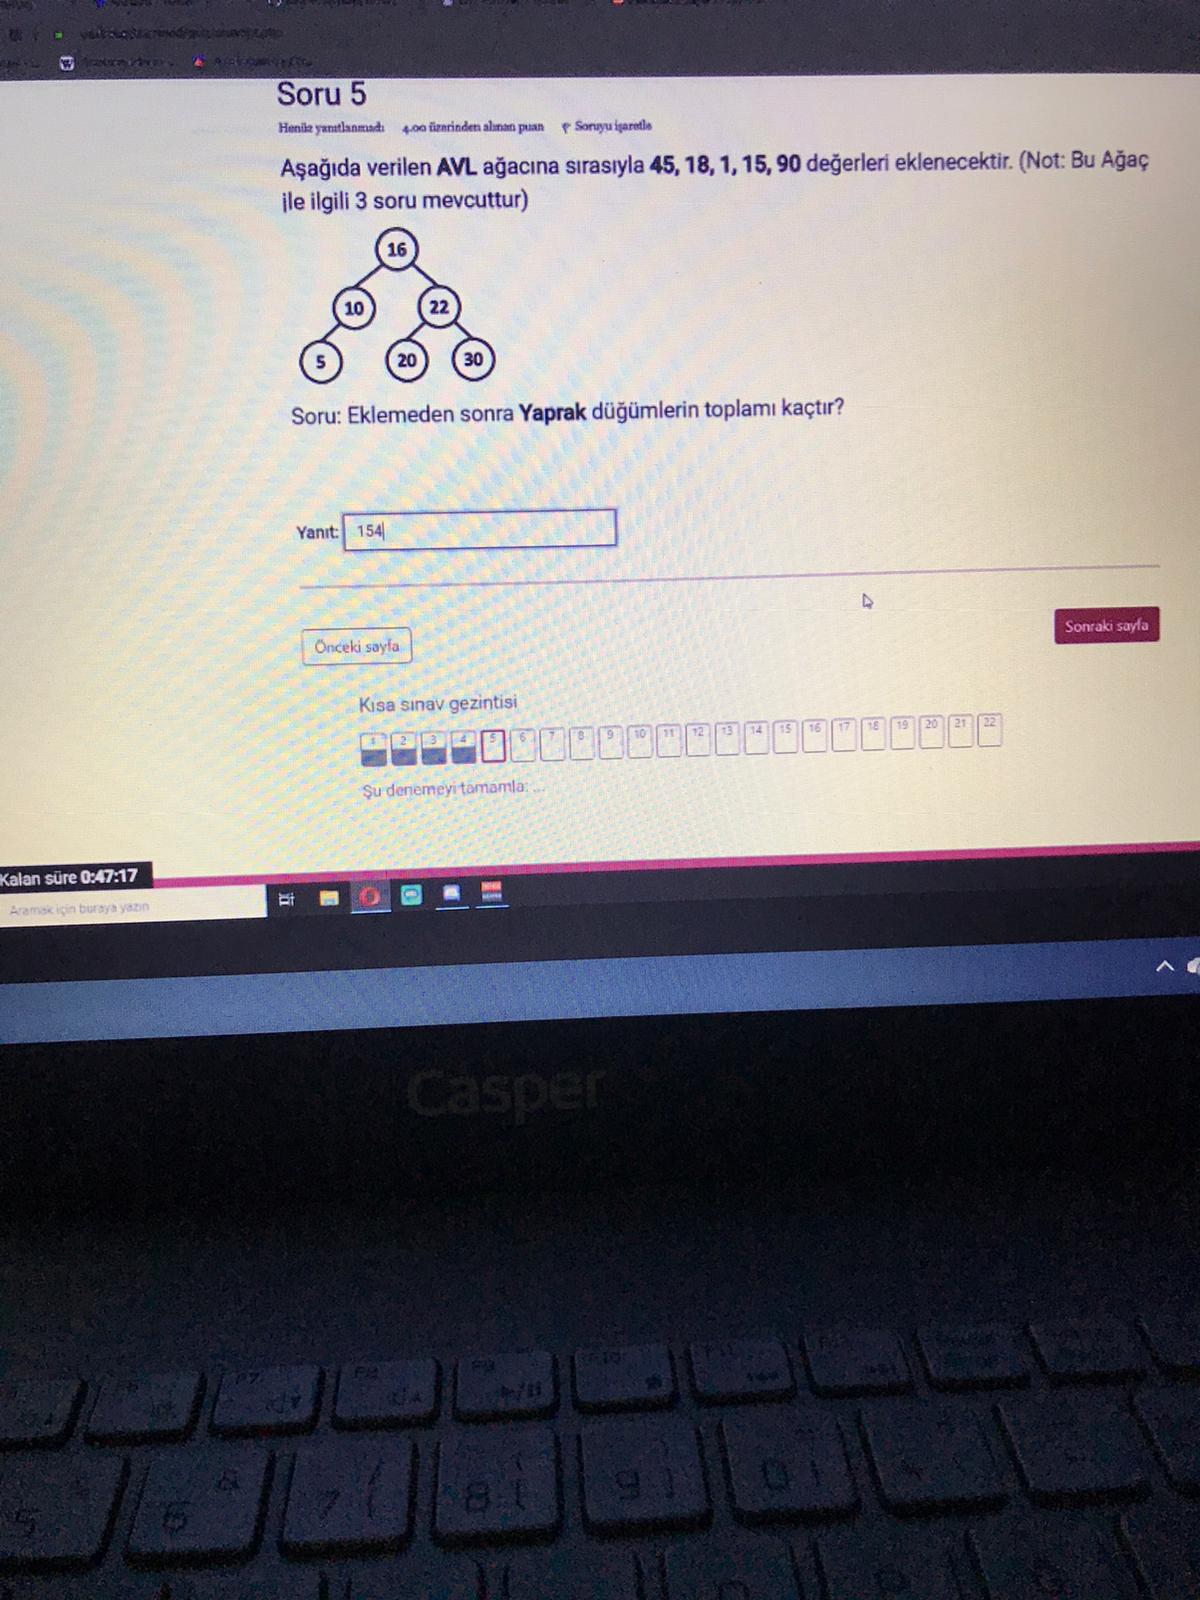 Soru 5
Henüz yanıtlanmadı 4,00 üzerinden alınan puan Soruyu işaretle
Aşağıda verilen AVL ağacına sırasıyla 45, 18, 1, 15, 90 değerleri eklenecektir. (Not: Bu Ağaç
ile ilgili 3 soru mevcuttur)
16
10 22
5 20 30
Soru: Eklemeden sonra Yaprak düğümlerin toplamı kaçtır?
Yanıt: 154
Önceki sayfa
Sonraki sayfa
Kısa sınav gezintisi
1 2 3 4 5 6 7 8 9 10 11 12 13 14 15 16 17 18 19 20 21 22
Şu denemeyi tamamla: ...
Kalan süre 0:47:17
Aramak için buraya yazın
Casper